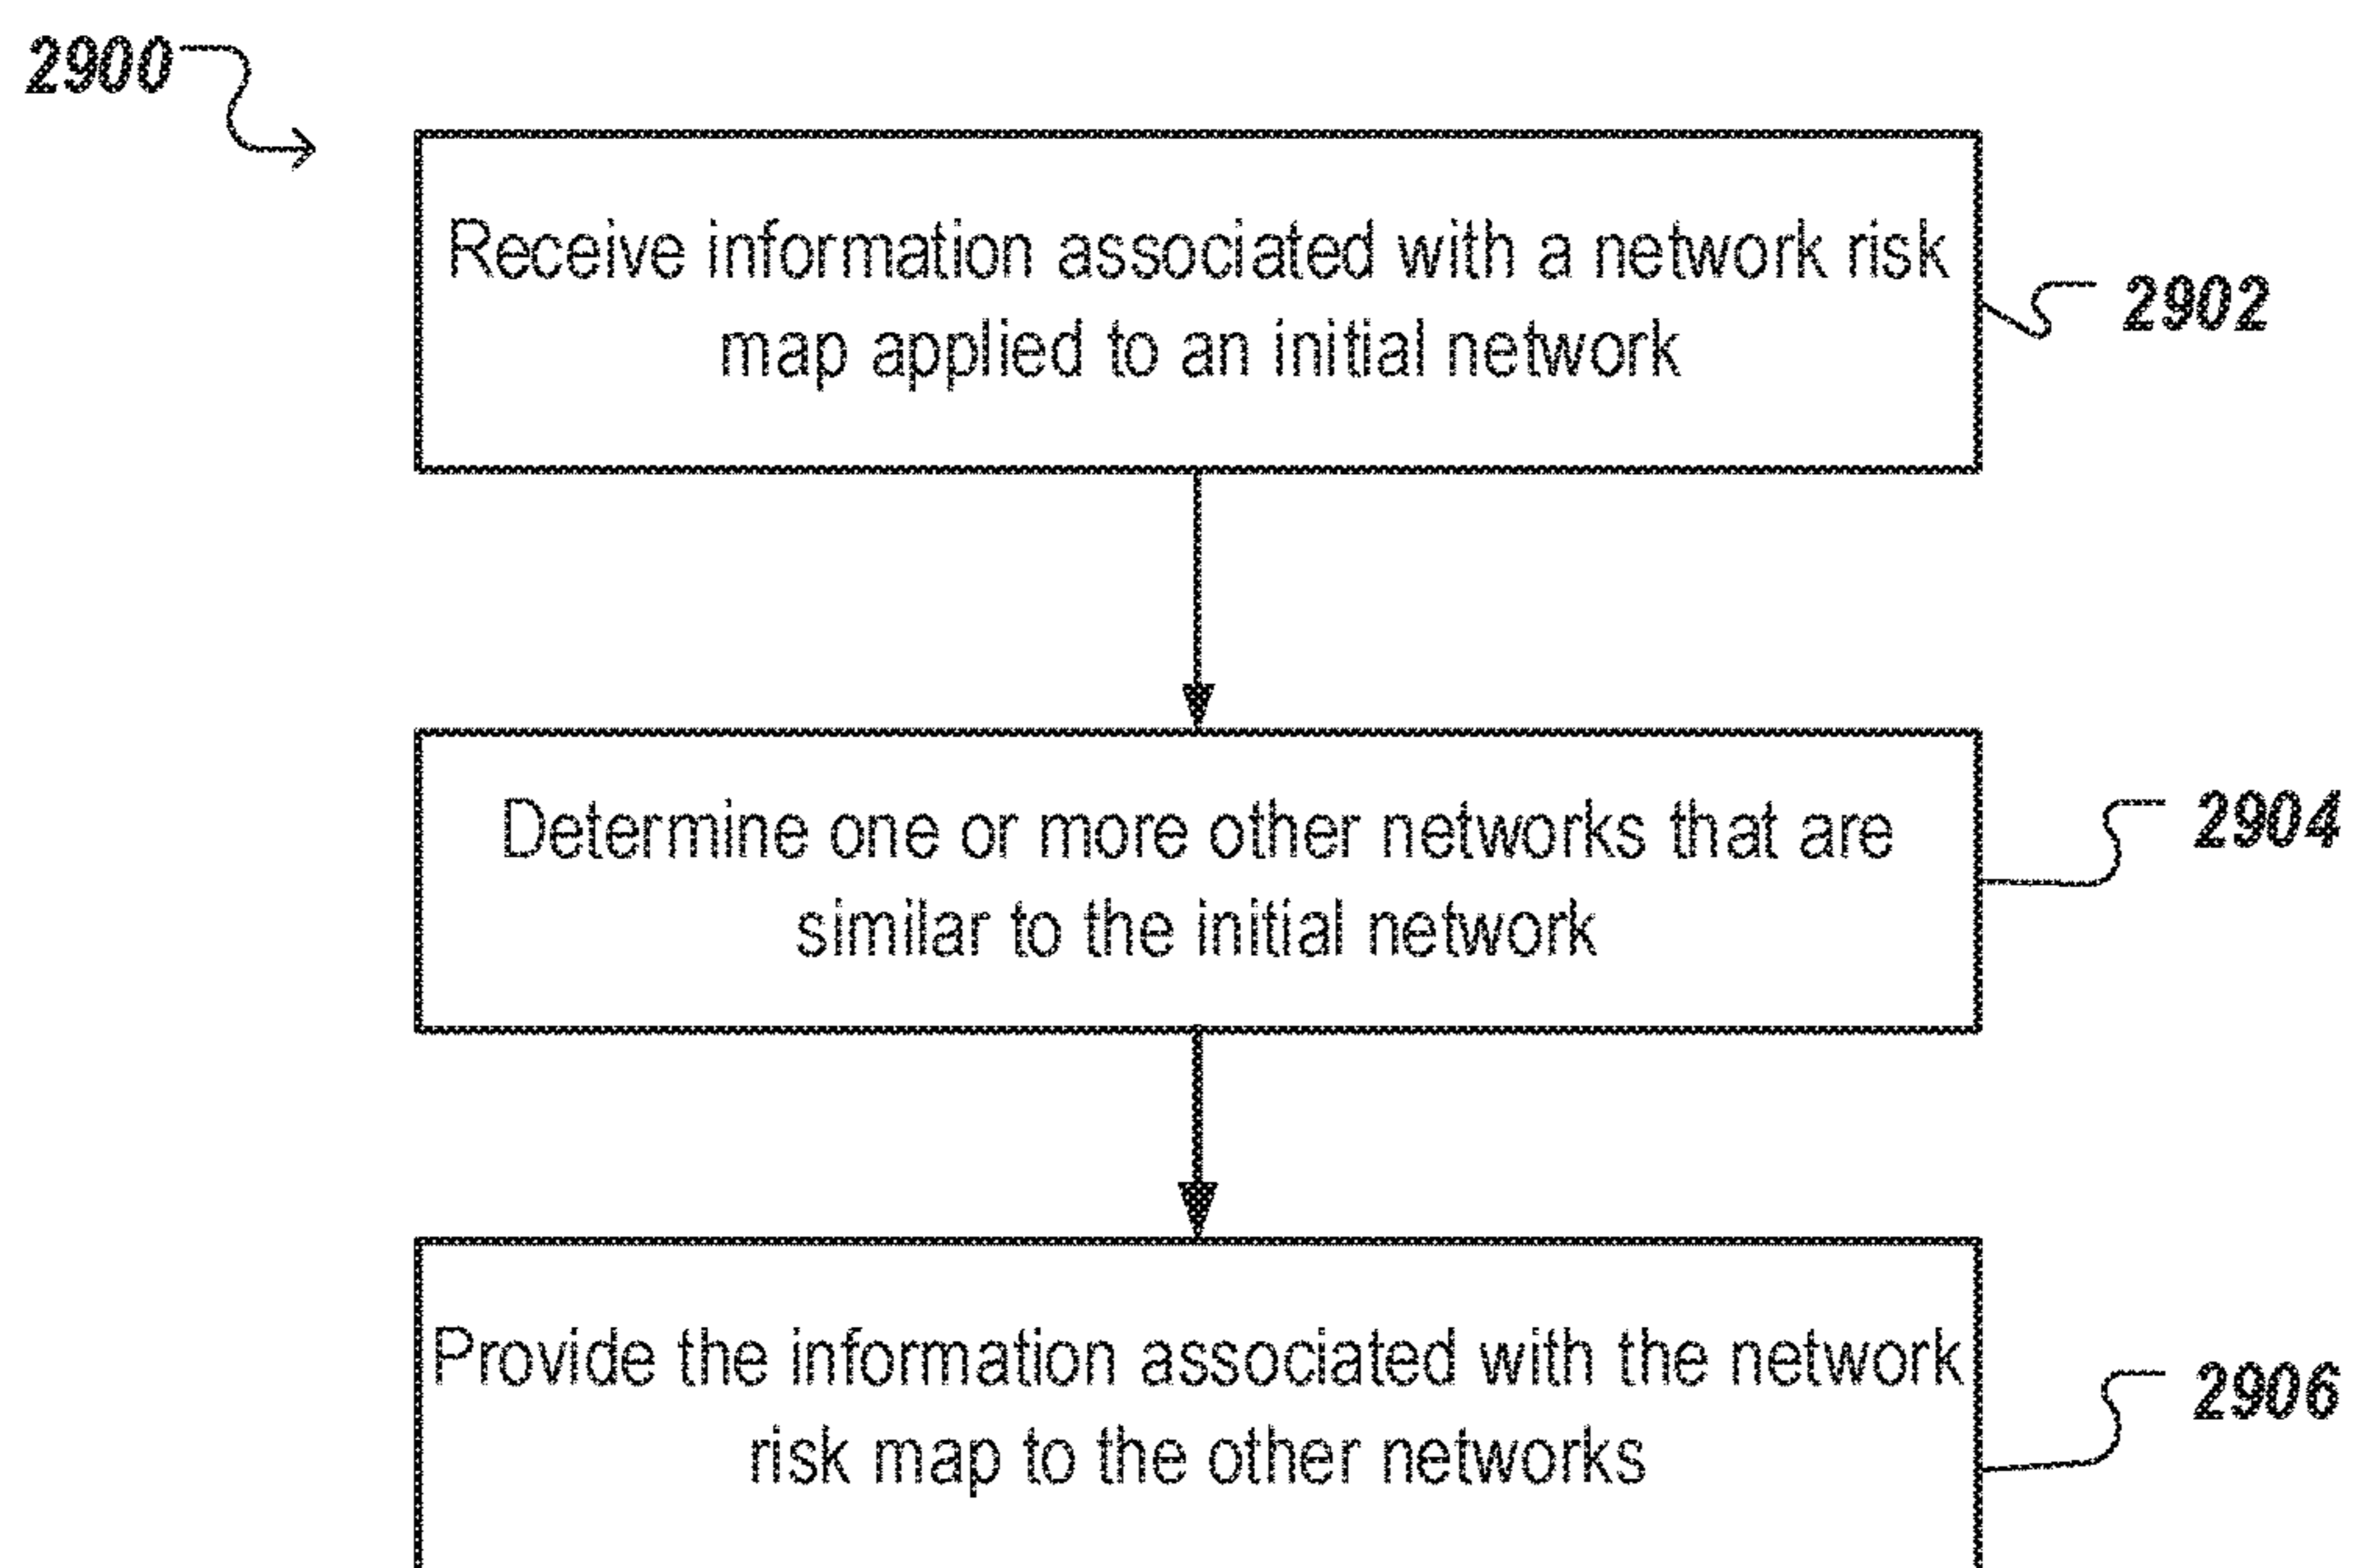 2900
Receive information associated with a network risk
map applied to an initial network
2902
Determine one or more other networks that are
similar to the initial network
2904
Provide the information associated with the network
risk map to the other networks
2906